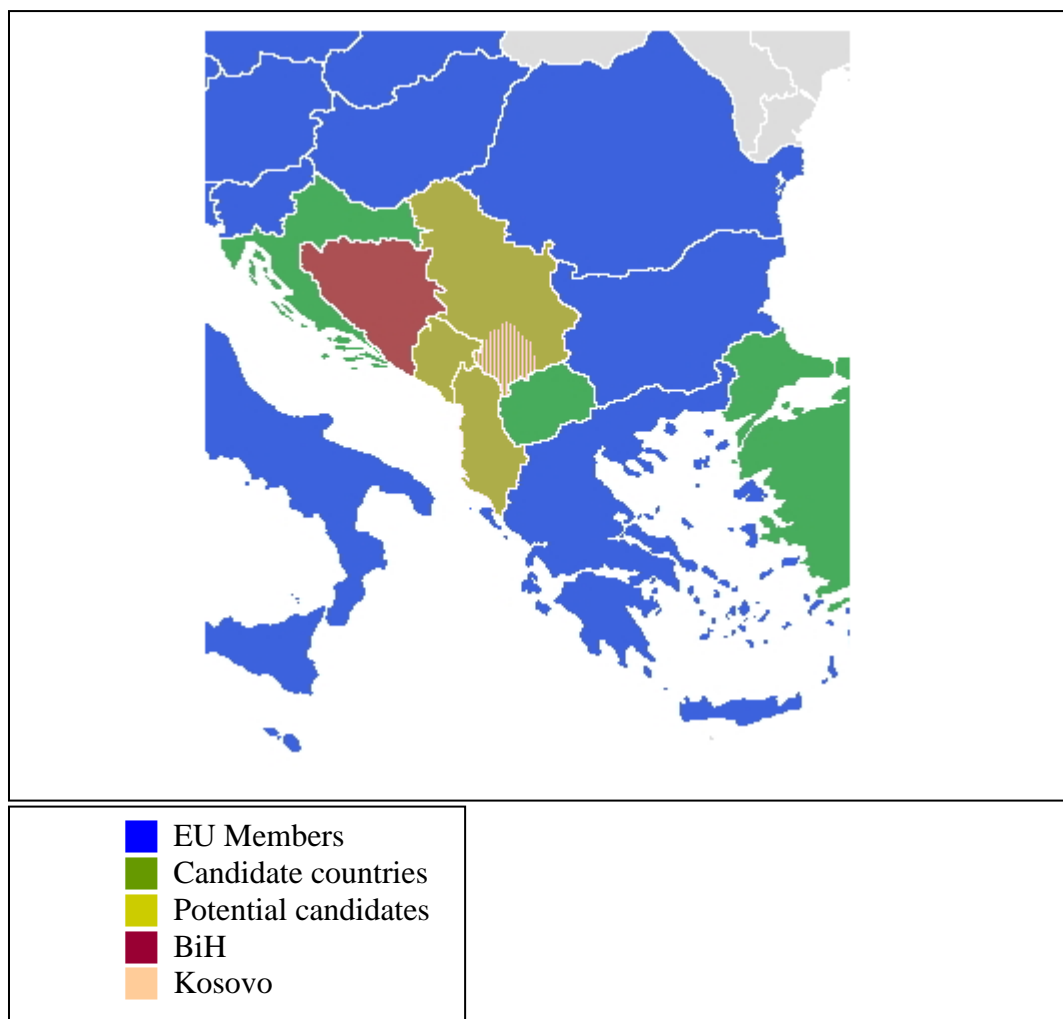 EU Members
Candidate countries
Potential candidates
BiH
Kosovo